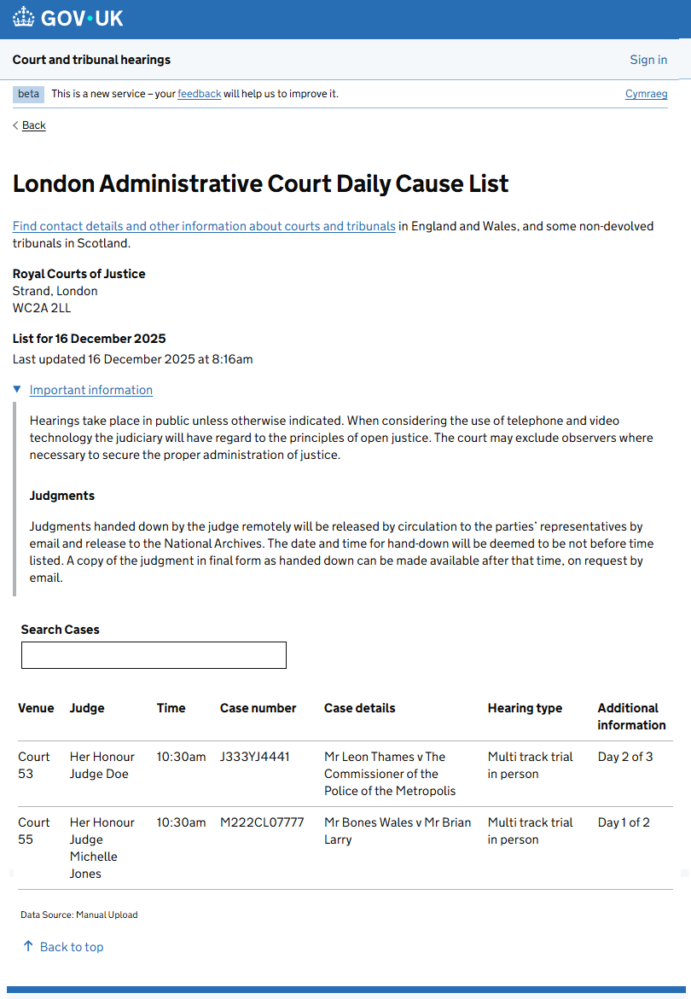 GOV·UK
Court and tribunal hearings
Sign in
beta
This is a new service – your feedback will help us to improve it.
Cymraeg
Back
London Administrative Court Daily Cause List
Find contact details and other information about courts and tribunals in England and Wales, and some non-devolved
tribunals in Scotland.
Royal Courts of Justice
Strand, London
WC2A 2LL
List for 16 December 2025
Last updated 16 December 2025 at 8:16am
Important information
Hearings take place in public unless otherwise indicated. When considering the use of telephone and video
technology the judiciary will have regard to the principles of open justice. The court may exclude observers where
necessary to secure the proper administration of justice.
Judgments
Judgments handed down by the judge remotely will be released by circulation to the parties’ representatives by
email and release to the National Archives. The date and time for hand-down will be deemed to be not before time
listed. A copy of the judgment in final form as handed down can be made available after that time, on request by
email.
Search Cases
Venue Judge Time Case number Case details Hearing type Additional
information
Court Her Honour 10:30am J333YJ4441 Mr Leon Thames v The Multi track trial Day 2 of 3
53 Judge Doe Commissioner of the in person
Police of the Metropolis
Court Her Honour 10:30am M222CL07777 Mr Bones Wales v Mr Brian Multi track trial Day 1 of 2
55 Judge Larry in person
Michelle
Jones
Data Source: Manual Upload
Back to top